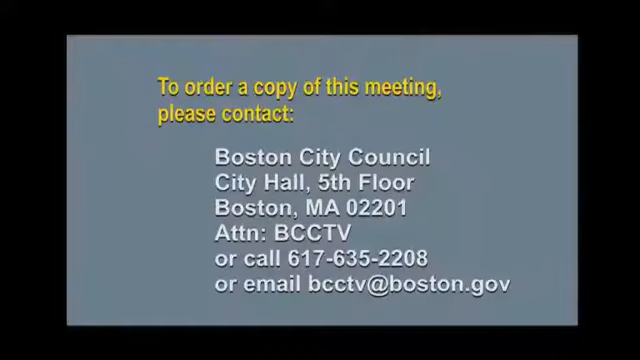 To order a copy of this meeting,
please contact:
Boston City Council
City Hall, 5th Floor
Boston, MA 02201
Attn: BCCTV
or call 617-635-2208
or email bcctv@boston.gov